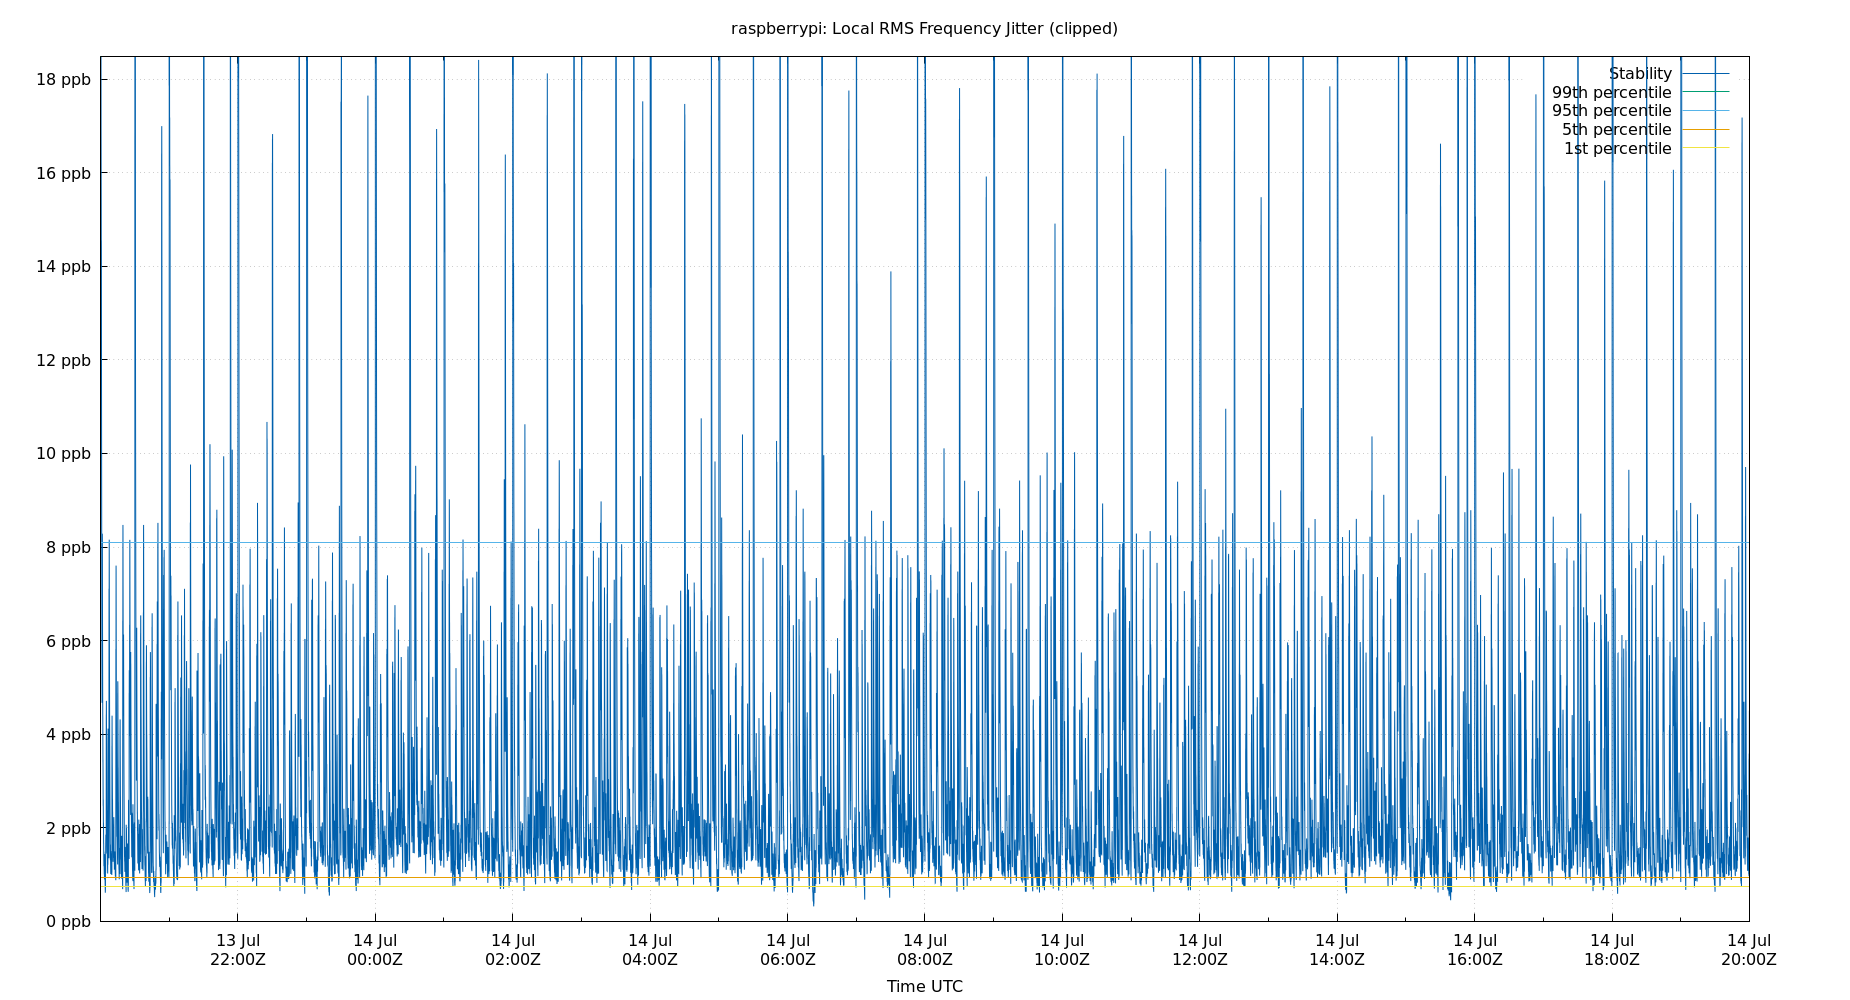 raspberrypi: Local RMS Frequency Jitter (clipped)
18 ppb
16 ppb
14 ppb
12 ppb
10 ppb
8 ppb
6 ppb
4 ppb
2 ppb
0 ppb
Stability
99th percentile
95th percentile
5th percentile
1st percentile
13 Jul 14 Jul 14 Jul 14 Jul 14 Jul 14 Jul 14 Jul 14 Jul 14 Jul 14 Jul 14 Jul 14 Jul
22:00Z 00:00Z 02:00Z 04:00Z 06:00Z 08:00Z 10:00Z 12:00Z 14:00Z 16:00Z 18:00Z 20:00Z
Time UTC